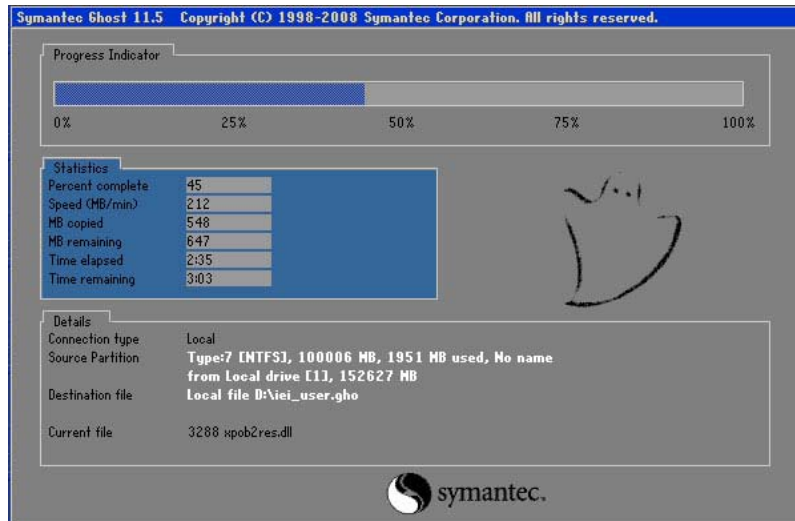 Symantec Ghost 11.5 Copyright (C) 1998-2008 Symantec Corporation. All rights reserved.
Progress Indicator
0% 25% 50% 75% 100%
Statistics
Percent complete 45
Speed (MB/min) 212
MB copied 548
MB remaining 647
Time elapsed 2:35
Time remaining 3:03
Details
Connection type Local
Source Partition Type:7 [NTFS], 100006 MB, 1951 MB used, No name
from Local drive [1], 152627 MB
Destination file Local file D:\iei_user.gho
Current file 3288 xpob2res.dll
symantec.